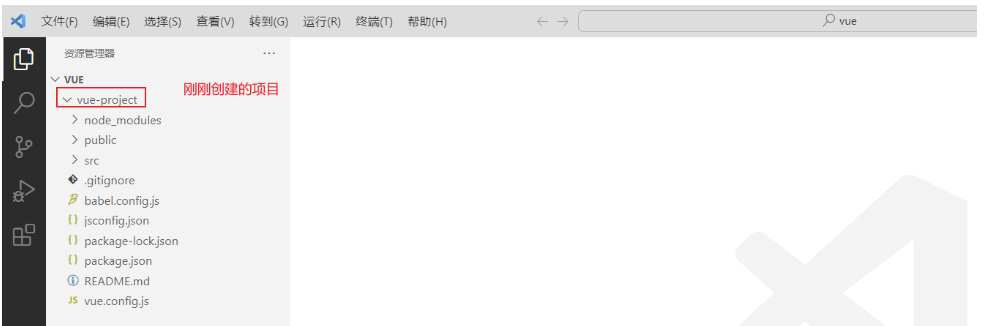 文件(F) 编辑(E) 选择(S) 查看(V) 转到(G) 运行(R) 终端(T) 帮助(H) vue
资源管理器
VUE
vue-project 刚刚创建的项目
node_modules
public
src
.gitignore
babel.config.js
jsconfig.json
package-lock.json
package.json
README.md
JS vue.config.js